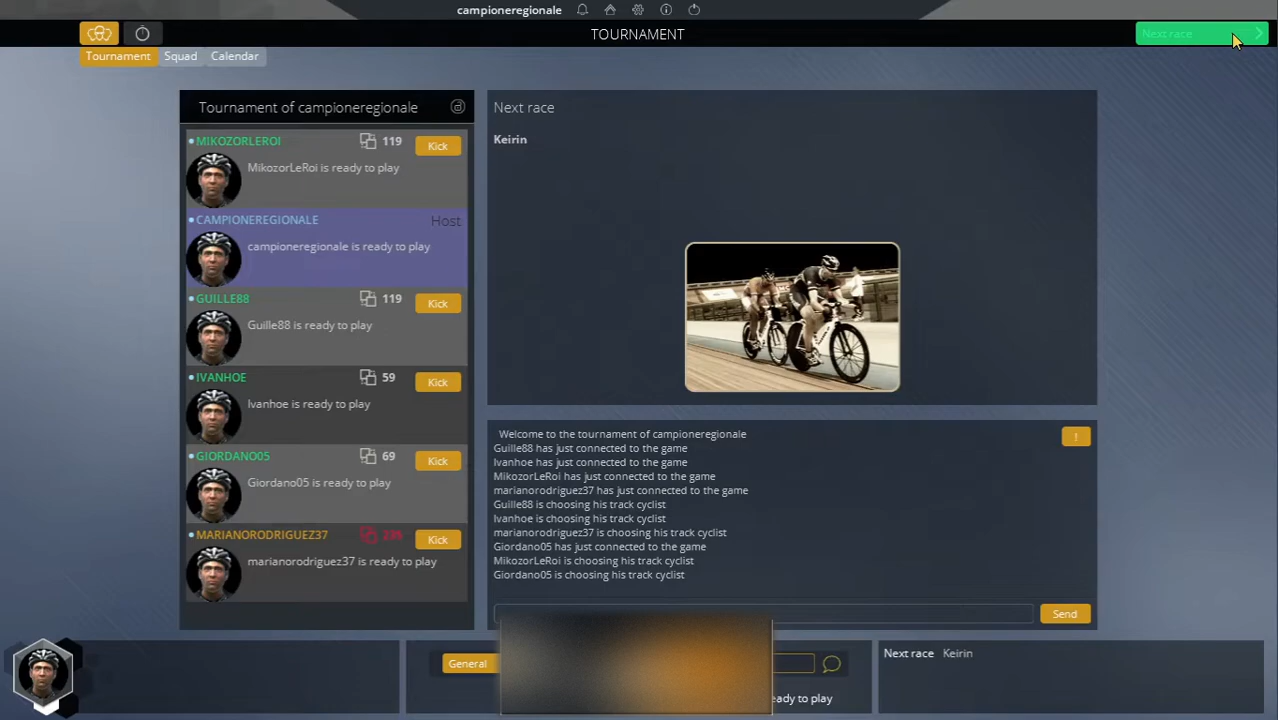 campioneregionale
TOURNAMENT
Next race
Tournament
Squad
Calendar
Tournament of campioneregionale
MIKOZORLEROI
119
Kick
MikozorLeRoi is ready to play
CAMPIONEREGIONALE
Host
campioneregionale is ready to play
GUILLE88
119
Kick
Guille88 is ready to play
IVANHOE
59
Kick
Ivanhoe is ready to play
GIORDANO05
69
Kick
Giordano05 is ready to play
MARIANORODRIGUEZ37
Kick
marianorodriguez37 is ready to play
Next race
Keirin
Welcome to the tournament of campioneregionale
Guille88 has just connected to the game
Ivanhoe has just connected to the game
MikozorLeRoi has just connected to the game
marianorodriguez37 has just connected to the game
Guille88 is choosing his track cyclist
Ivanhoe is choosing his track cyclist
marianorodriguez37 is choosing his track cyclist
Giordano05 has just connected to the game
MikozorLeRoi is choosing his track cyclist
Giordano05 is choosing his track cyclist
!
Send
General
eady to play
Next race Keirin